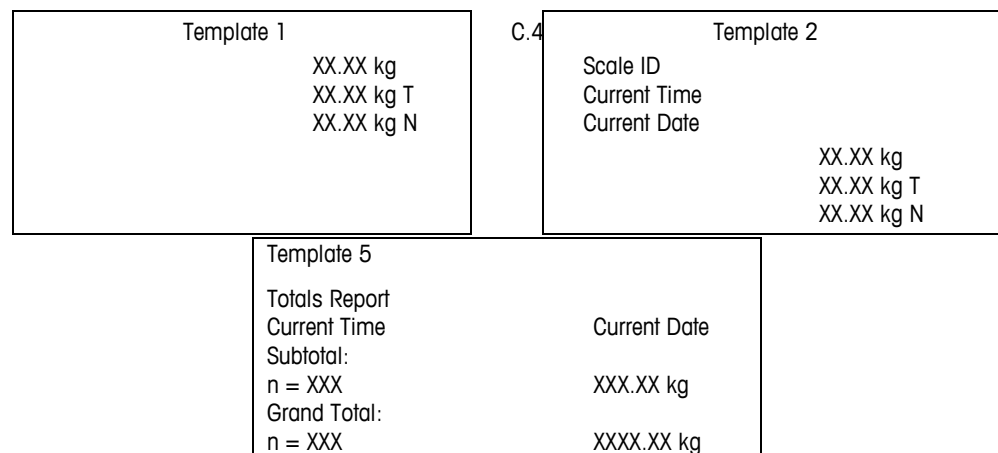 Template 1
XX.XX kg
XX.XX kg T
XX.XX kg N
C.4
Template 2
Scale ID
Current Time
Current Date
XX.XX kg
XX.XX kg T
XX.XX kg N
Template 5
Totals Report
Current Time Current Date
Subtotal:
n = XXX XXX.XX kg
Grand Total:
n = XXX XXXX.XX kg